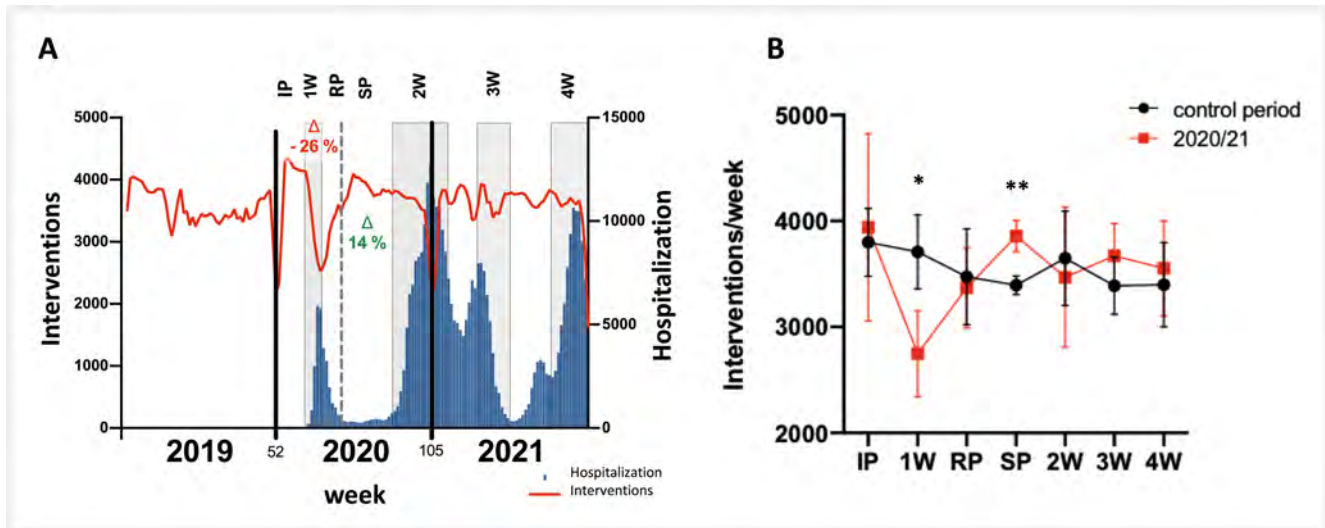 A
IP 1W RP SP 2W 3W 4W
5000 15000
Δ
- 26 %
4000
10000
Δ
14 %
3000
2000
5000
1000
0 0
Interventions
Hospitalization
2019 52 2020 105 2021
week
Hospitalization
Interventions
B
control period
2020/21
5000
* **
4000
3000
2000
Interventions/week
IP 1W RP SP 2W 3W 4W